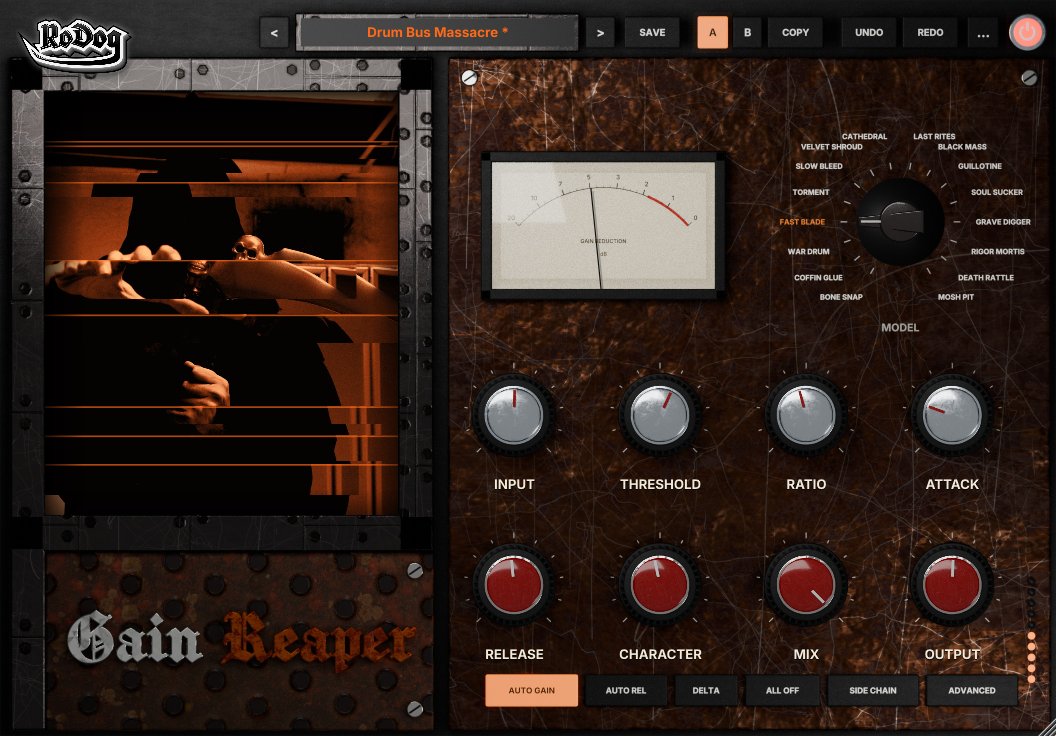 RoDog
<
Drum Bus Massacre *
>
SAVE
A
B
COPY
UNDO
REDO
...
CATHEDRAL
LAST RITES
VELVET SHROUD
BLACK MASS
SLOW BLEED
GUILLOTINE
TORMENT
SOUL SUCKER
FAST BLADE
GRAVE DIGGER
WAR DRUM
RIGOR MORTIS
COFFIN GLUE
DEATH RATTLE
BONE SNAP
MOSH PIT
MODEL
20
10
7
5
3
2
1
0
GAIN REDUCTION
dB
INPUT
THRESHOLD
RATIO
ATTACK
RELEASE
CHARACTER
MIX
OUTPUT
Gain Reaper
AUTO GAIN
AUTO REL
DELTA
ALL OFF
SIDE CHAIN
ADVANCED